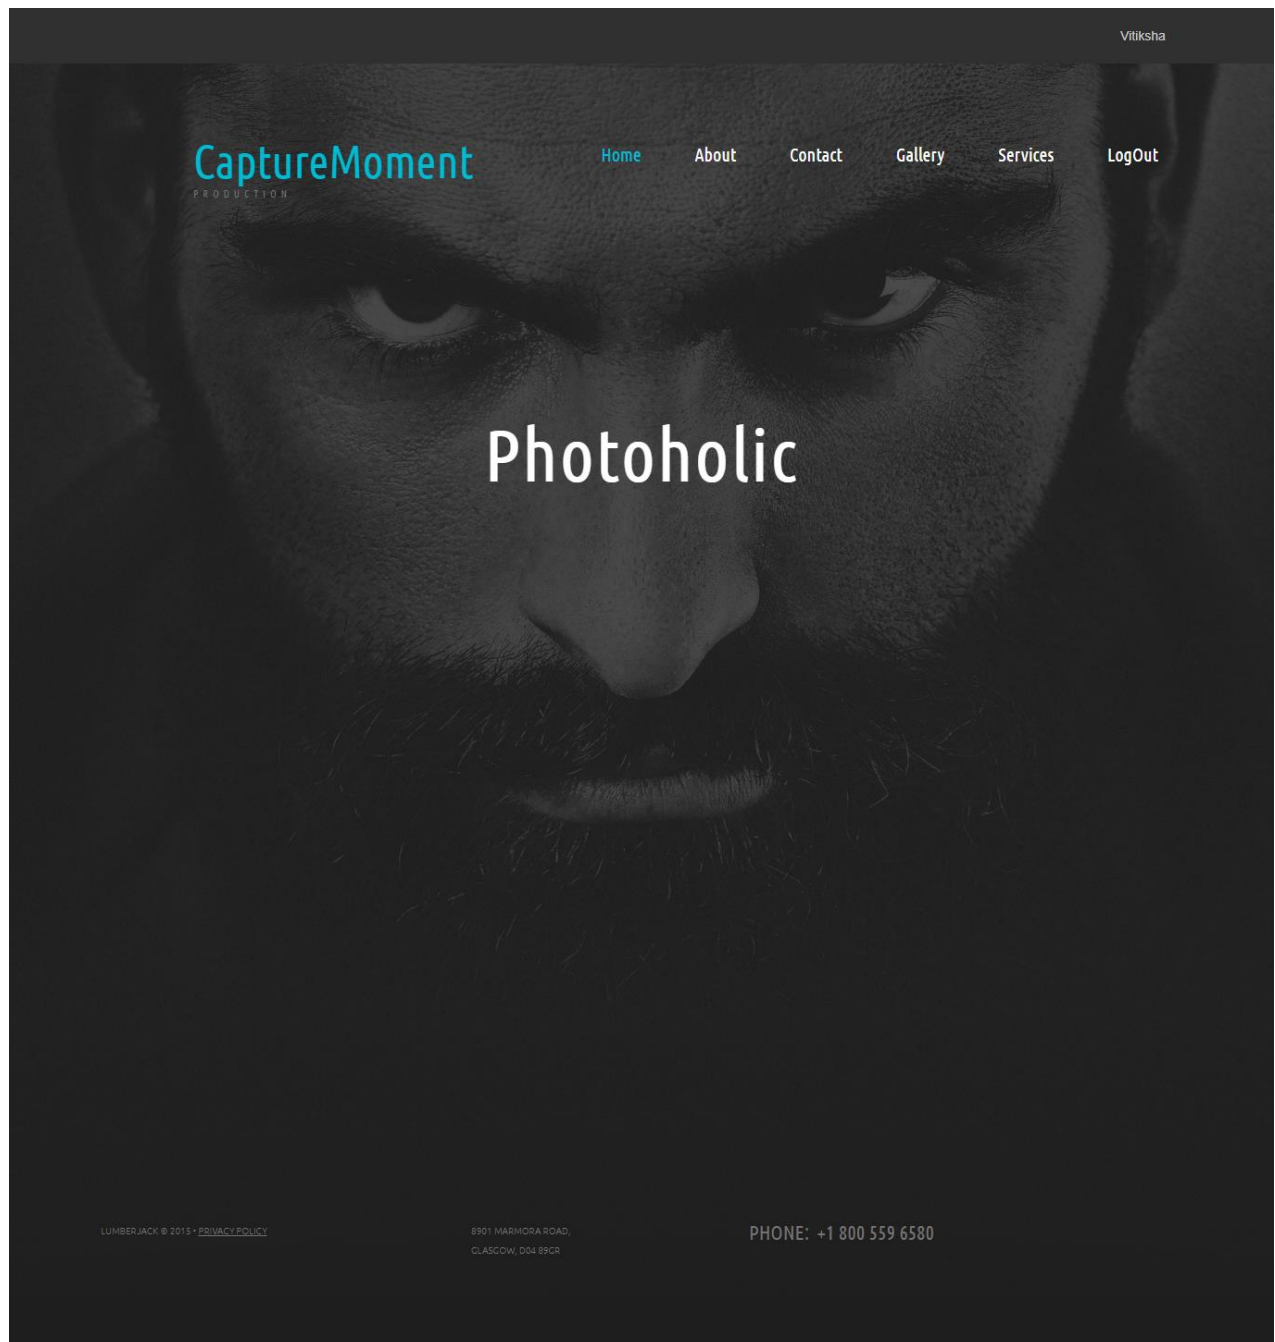 Vitiksha
CaptureMoment
PRODUCTION
Home About Contact Gallery Services LogOut
Photoholic
LUMBERJACK © 2015 • PRIVACY POLICY
8901 MARMORA ROAD,
GLASGOW, D04 89GR
PHONE: +1 800 559 6580